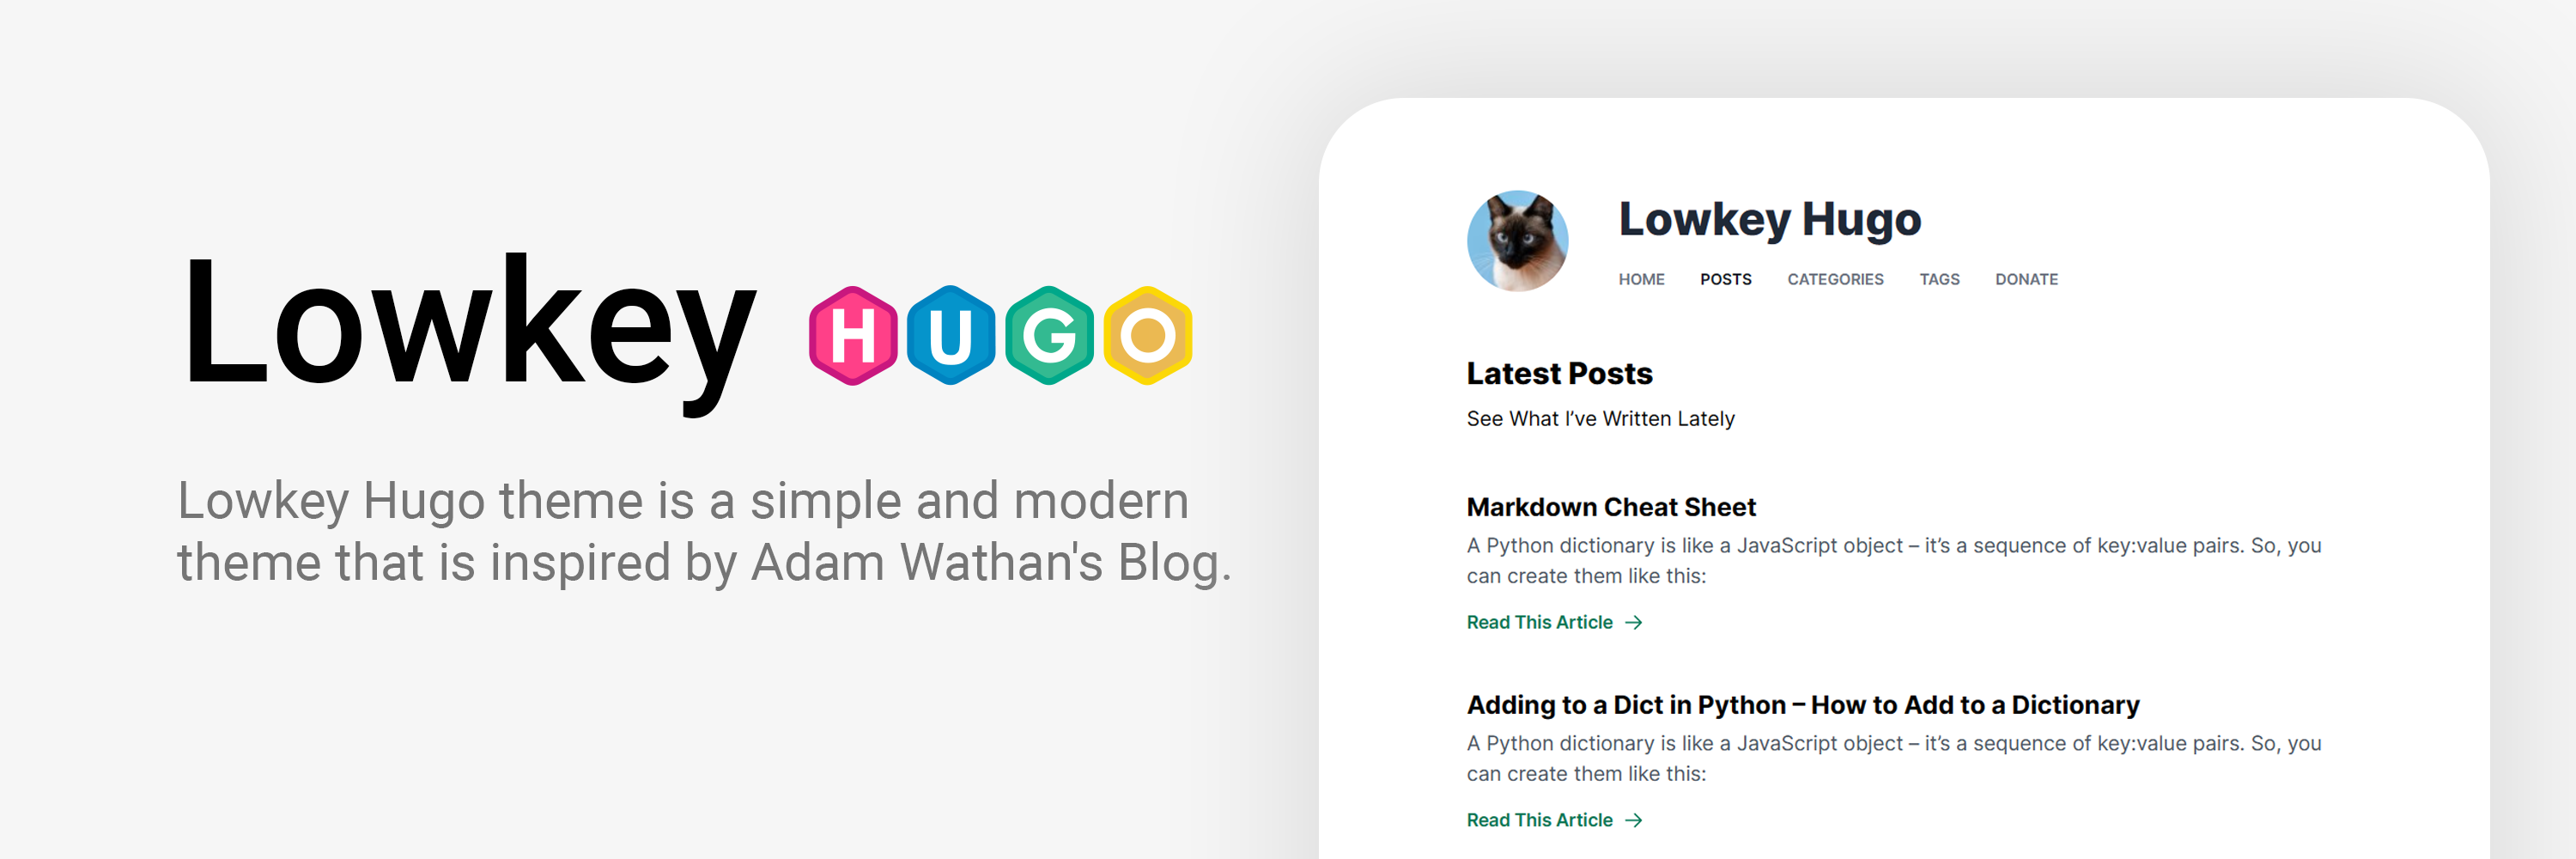 Lowkey HUGO
Lowkey Hugo theme is a simple and modern
theme that is inspired by Adam Wathan's Blog.
Lowkey Hugo
HOME POSTS CATEGORIES TAGS DONATE
Latest Posts
See What I’ve Written Lately
Markdown Cheat Sheet
A Python dictionary is like a JavaScript object – it’s a sequence of key:value pairs. So, you
can create them like this:
Read This Article →
Adding to a Dict in Python – How to Add to a Dictionary
A Python dictionary is like a JavaScript object – it’s a sequence of key:value pairs. So, you
can create them like this:
Read This Article →